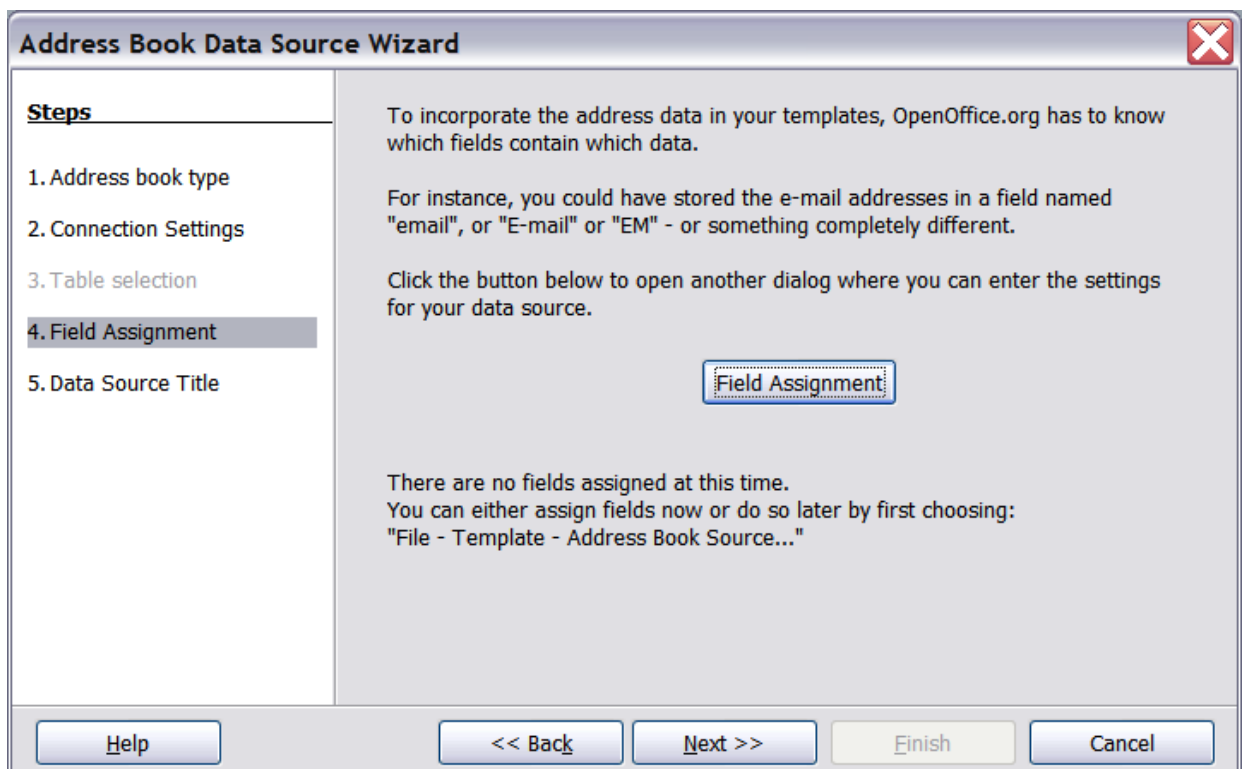 Address Book Data Source Wizard
Steps
1. Address book type
2. Connection Settings
3. Table selection
4. Field Assignment
5. Data Source Title
To incorporate the address data in your templates, OpenOffice.org has to know
which fields contain which data.
For instance, you could have stored the e-mail addresses in a field named
"email", or "E-mail" or "EM" - or something completely different.
Click the button below to open another dialog where you can enter the settings
for your data source.
Field Assignment
There are no fields assigned at this time.
You can either assign fields now or do so later by first choosing:
"File - Template - Address Book Source..."
Help
<< Back
Next >>
Finish
Cancel